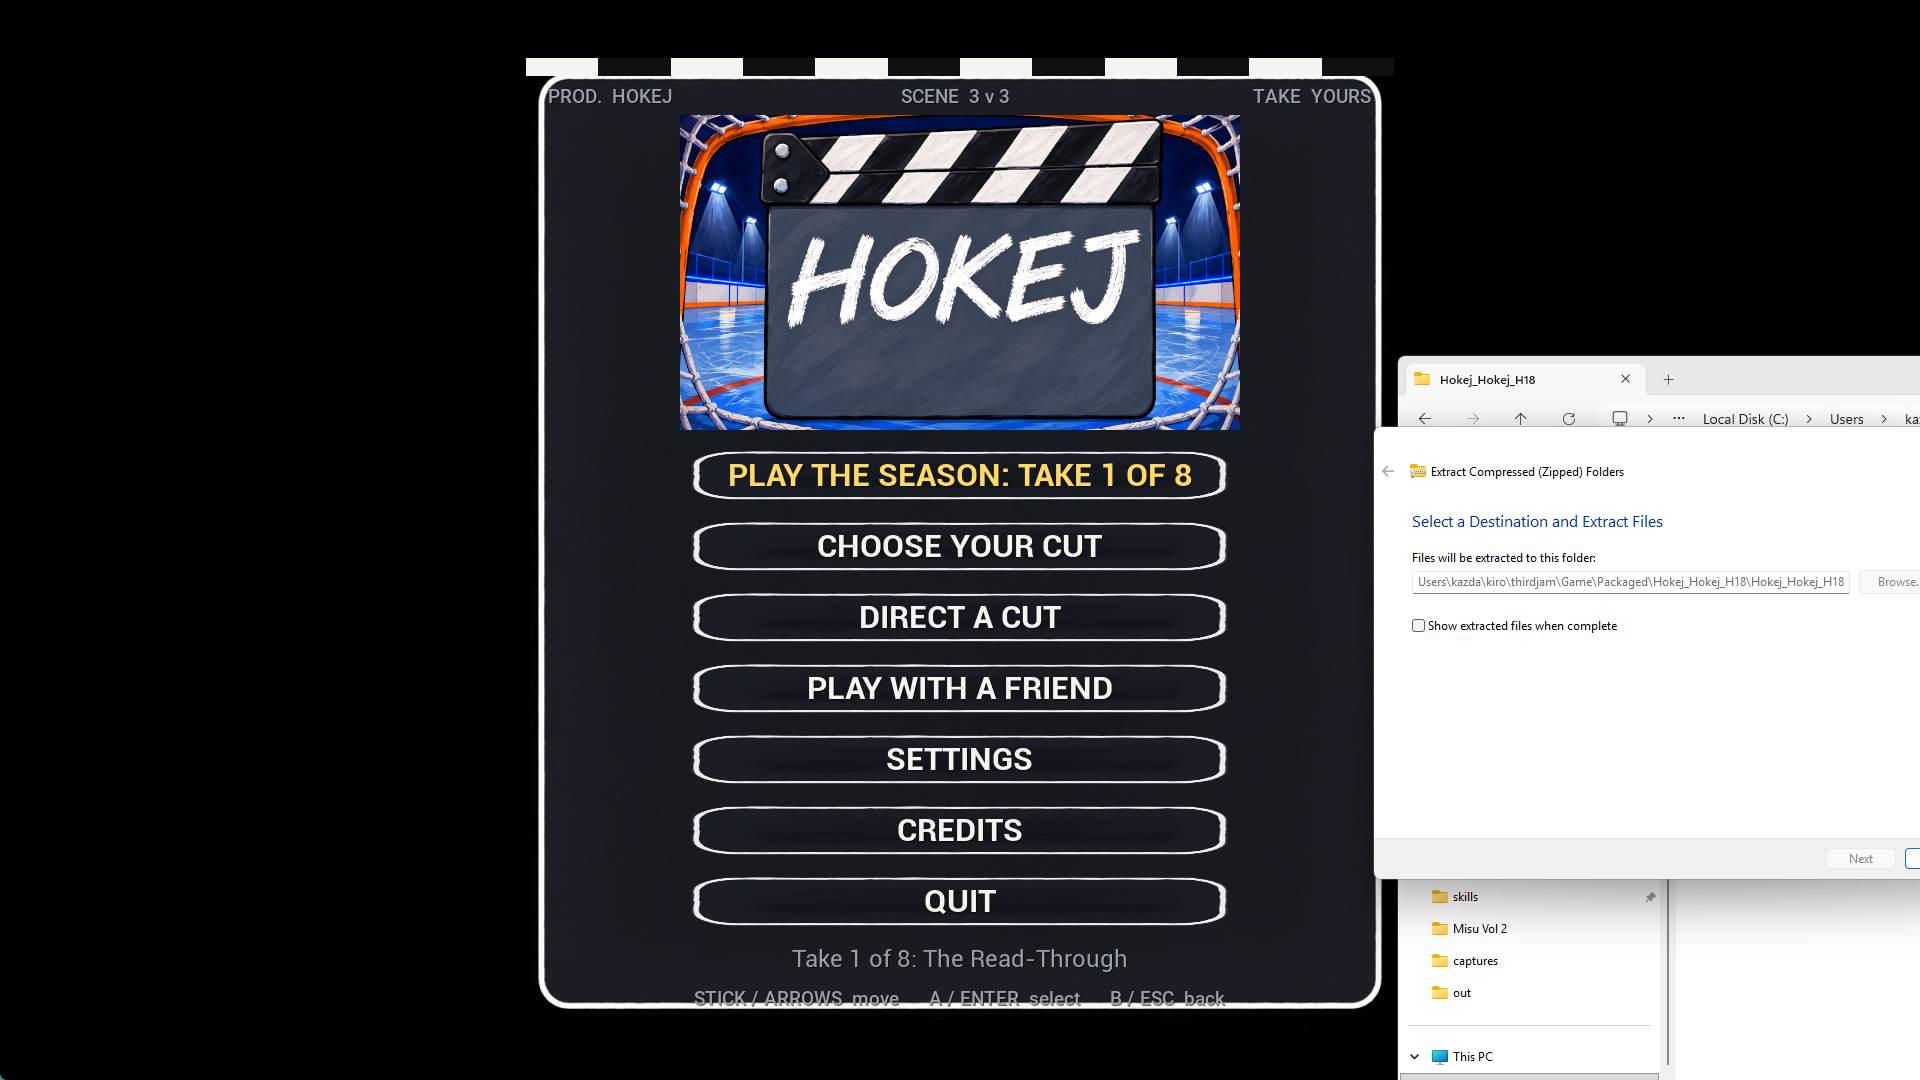 PROD. HOKEJ
SCENE 3 v 3
TAKE YOURS
HOKEJ
PLAY THE SEASON: TAKE 1 OF 8
CHOOSE YOUR CUT
DIRECT A CUT
PLAY WITH A FRIEND
SETTINGS
CREDITS
QUIT
Take 1 of 8: The Read-Through
STICK / ARROWS move A / ENTER select B / ESC back
Hokej_Hokej_H18
Local Disk (C:) > Users > ka
Extract Compressed (Zipped) Folders
Select a Destination and Extract Files
Files will be extracted to this folder:
Users\kazda\kiro\thirdjam\Game\Packaged\Hokej_Hokej_H18\Hokej_Hokej_H18
Browse.
Show extracted files when complete
Next
skills
Misu Vol 2
captures
out
This PC